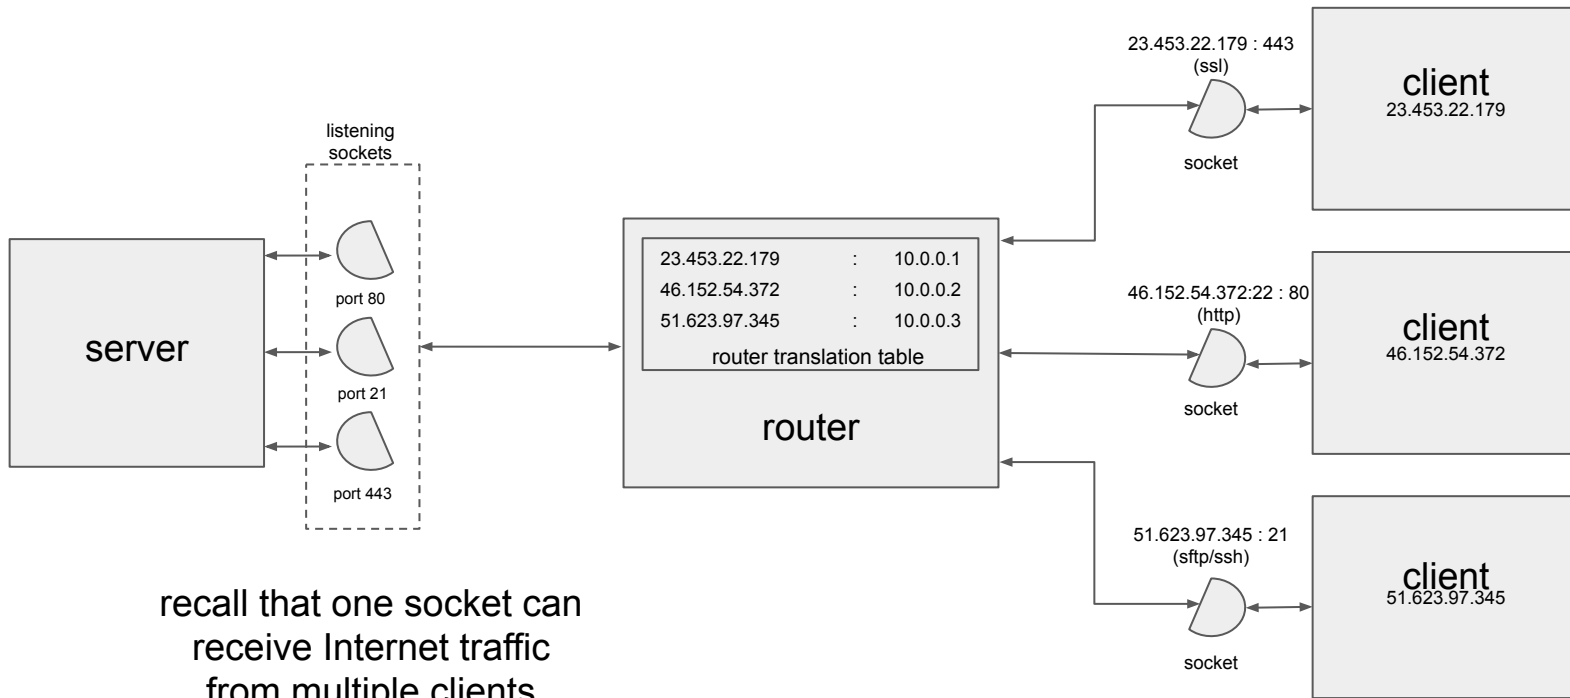 listening
sockets
port 80
port 21
port 443
server
recall that one socket can
receive Internet traffic
from multiple clients
23.453.22.179 : 10.0.0.1
46.152.54.372 : 10.0.0.2
51.623.97.345 : 10.0.0.3
router translation table
router
23.453.22.179 : 443
(ssl)
socket
client
23.453.22.179
46.152.54.372:22 : 80
(http)
socket
client
46.152.54.372
51.623.97.345 : 21
(sftp/ssh)
socket
client
51.623.97.345